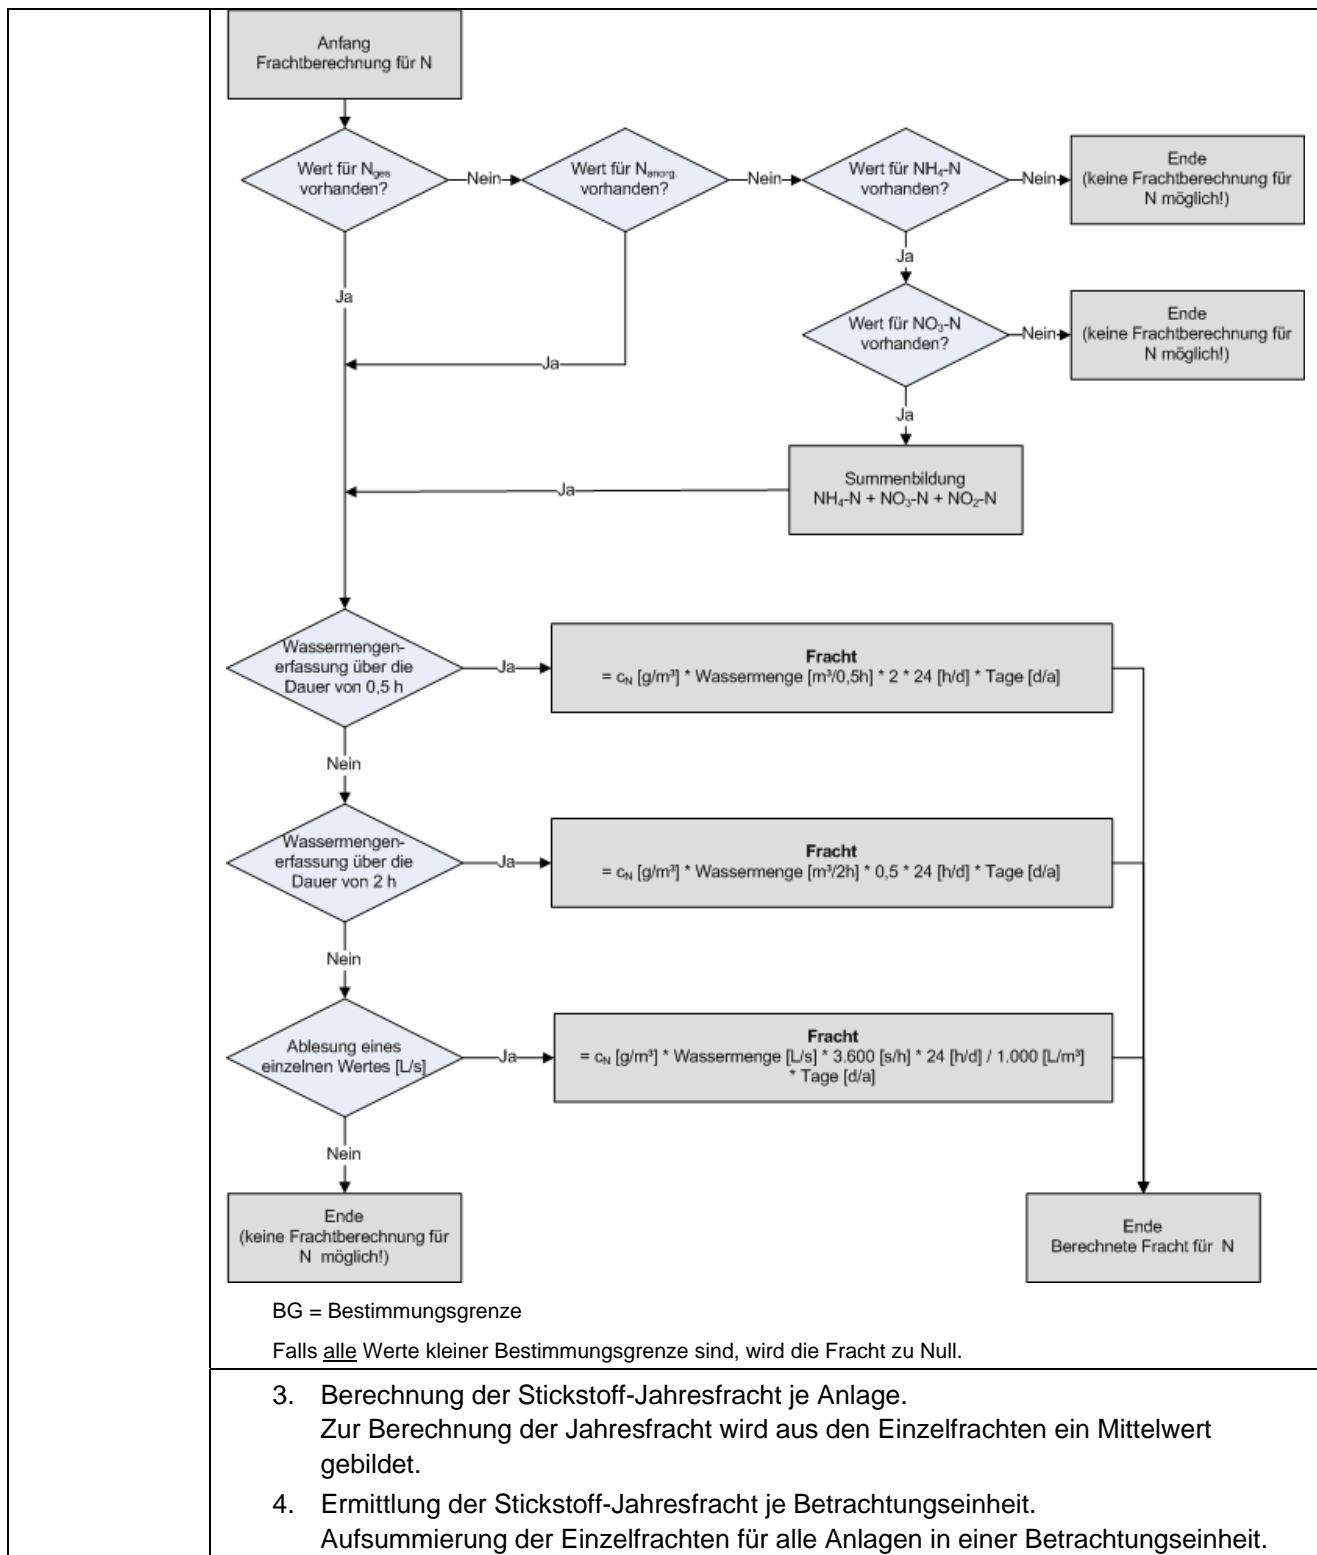 Anfang
Frachtberechnung für N
Wert für Nges
vorhanden?
Nein
Wert für Nanorg.
vorhanden?
Nein
Wert für NH₄-N
vorhanden?
Nein
Ende
(keine Frachtberechnung für
N möglich!)
Ja
Ja
Wert für NO₃-N
vorhanden?
Nein
Ende
(keine Frachtberechnung für
N möglich!)
Ja
Ja
Summenbildung
NH₄-N + NO₃-N + NO₂-N
Ja
Wassermengen-
erfassung über die
Dauer von 0,5 h
Ja
Fracht
= cN [g/m³] * Wassermenge [m³/0,5h] * 2 * 24 [h/d] * Tage [d/a]
Nein
Wassermengen-
erfassung über die
Dauer von 2 h
Ja
Fracht
= cN [g/m³] * Wassermenge [m³/2h] * 0,5 * 24 [h/d] * Tage [d/a]
Nein
Ablesung eines
einzelnen Wertes [L/s]
Ja
Fracht
= cN [g/m³] * Wassermenge [L/s] * 3.600 [s/h] * 24 [h/d] / 1.000 [L/m³]
* Tage [d/a]
Nein
Ende
(keine Frachtberechnung für
N möglich!)
Ende
Berechnete Fracht für N
BG = Bestimmungsgrenze
Falls alle Werte kleiner Bestimmungsgrenze sind, wird die Fracht zu Null.
3. Berechnung der Stickstoff-Jahresfracht je Anlage.
Zur Berechnung der Jahresfracht wird aus den Einzelfrachten ein Mittelwert
gebildet.
4. Ermittlung der Stickstoff-Jahresfracht je Betrachtungseinheit.
Aufsummierung der Einzelfrachten für alle Anlagen in einer Betrachtungseinheit.